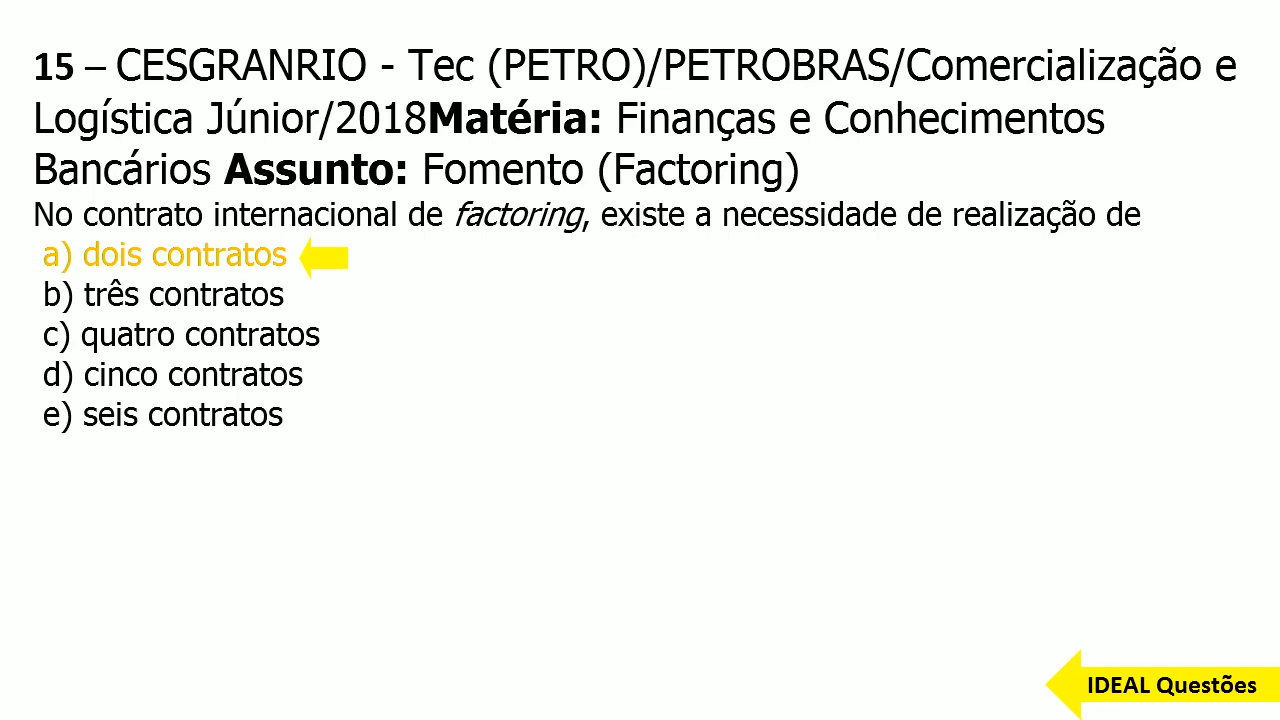 15 – CESGRANRIO - Tec (PETRO)/PETROBRAS/Comercialização e
Logística Júnior/2018Matéria: Finanças e Conhecimentos
Bancários Assunto: Fomento (Factoring)
No contrato internacional de factoring, existe a necessidade de realização de
a) dois contratos
b) três contratos
c) quatro contratos
d) cinco contratos
e) seis contratos
IDEAL Questões